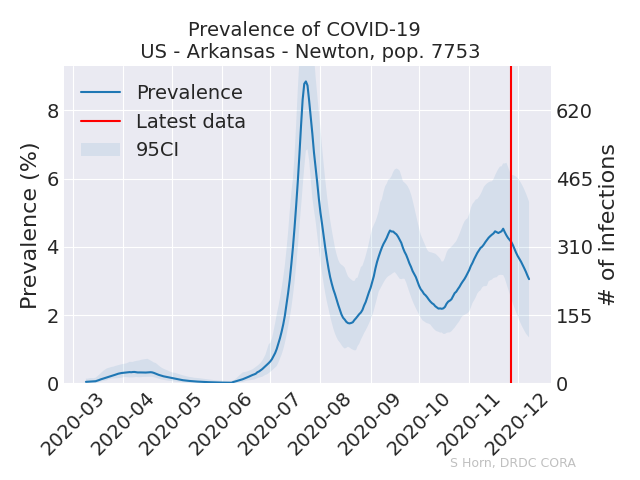 Prevalence of COVID-19
US - Arkansas - Newton, pop. 7753
Prevalence
Latest data
95CI
Prevalence (%)
8
6
4
2
0
620
465
310
155
0
# of infections
2020-03
2020-04
2020-05
2020-06
2020-07
2020-08
2020-09
2020-10
2020-11
2020-12
S Horn, DRDC CORA